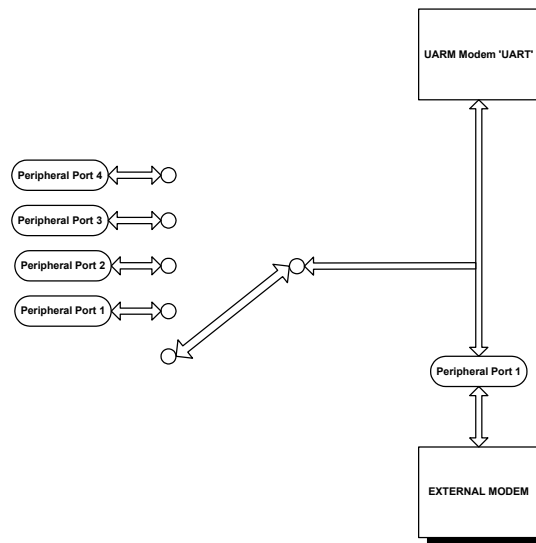 UARM Modem 'UART'
Peripheral Port 4
Peripheral Port 3
Peripheral Port 2
Peripheral Port 1
Peripheral Port 1
EXTERNAL MODEM